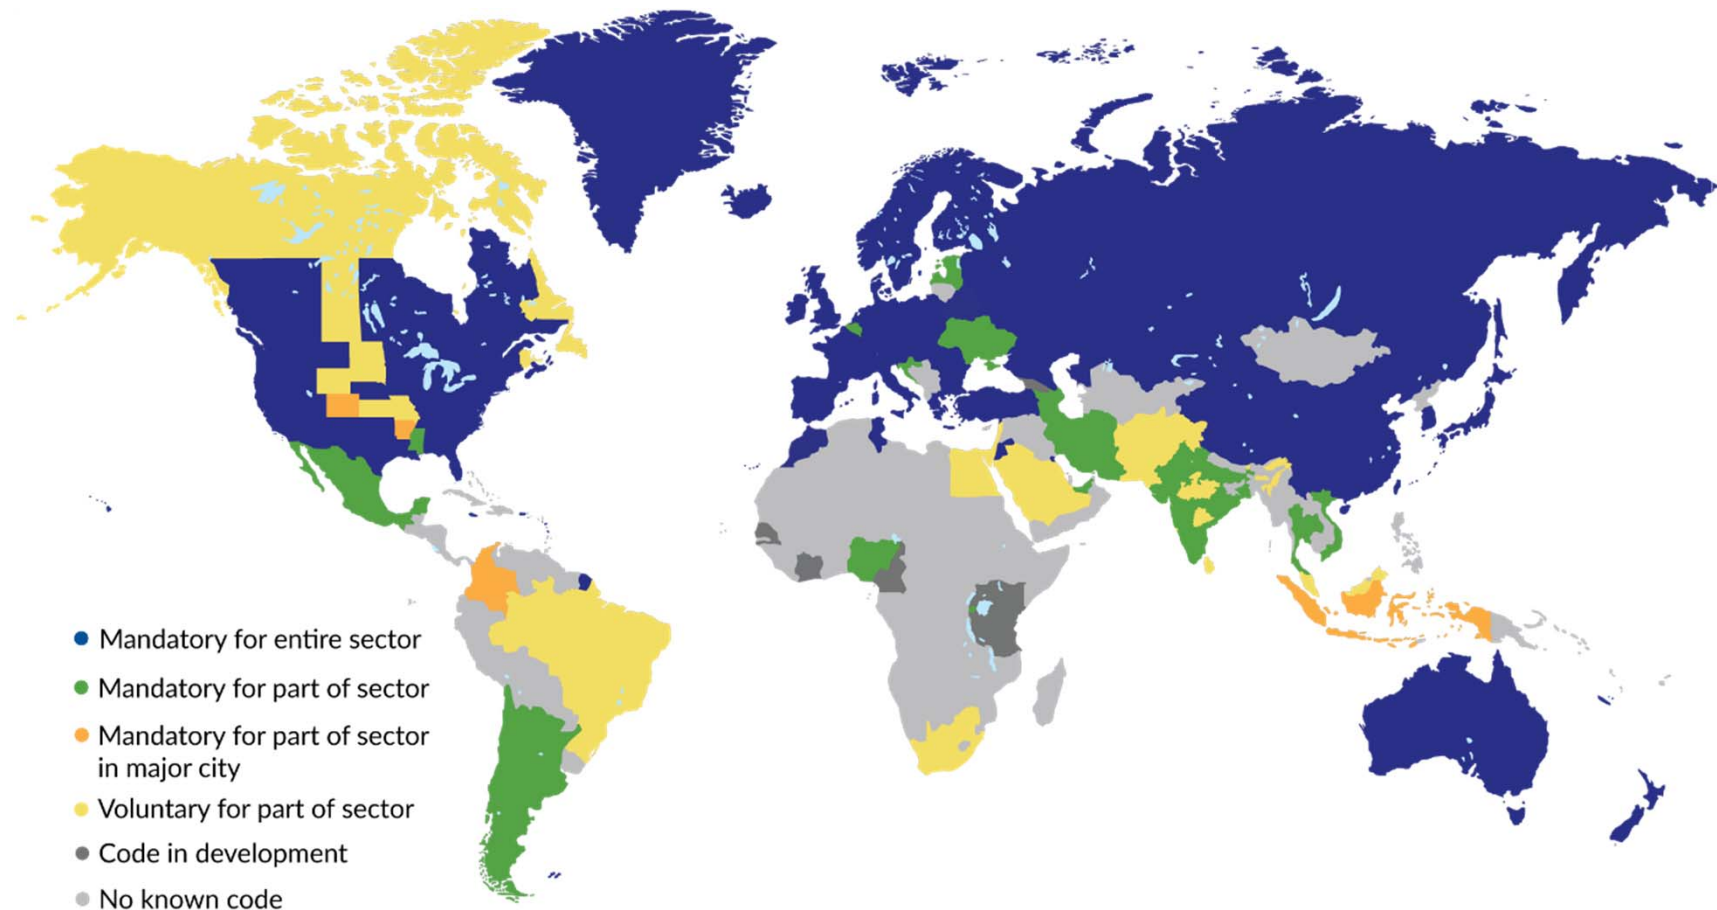 Mandatory for entire sector
Mandatory for part of sector
Mandatory for part of sector
in major city
Voluntary for part of sector
Code in development
No known code